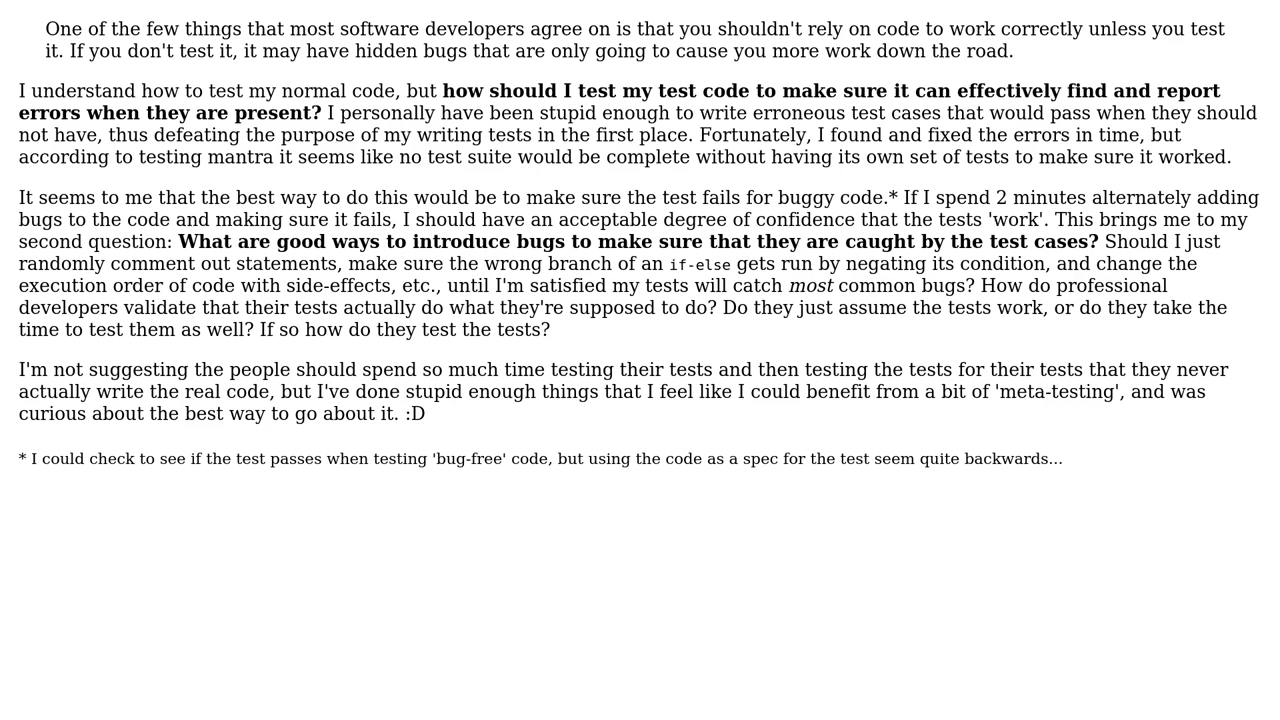 One of the few things that most software developers agree on is that you shouldn't rely on code to work correctly unless you test
it. If you don't test it, it may have hidden bugs that are only going to cause you more work down the road.
I understand how to test my normal code, but how should I test my test code to make sure it can effectively find and report
errors when they are present? I personally have been stupid enough to write erroneous test cases that would pass when they should
not have, thus defeating the purpose of my writing tests in the first place. Fortunately, I found and fixed the errors in time, but
according to testing mantra it seems like no test suite would be complete without having its own set of tests to make sure it worked.
It seems to me that the best way to do this would be to make sure the test fails for buggy code.* If I spend 2 minutes alternately adding
bugs to the code and making sure it fails, I should have an acceptable degree of confidence that the tests 'work'. This brings me to my
second question: What are good ways to introduce bugs to make sure that they are caught by the test cases? Should I just
randomly comment out statements, make sure the wrong branch of an if-else gets run by negating its condition, and change the
execution order of code with side-effects, etc., until I'm satisfied my tests will catch most common bugs? How do professional
developers validate that their tests actually do what they're supposed to do? Do they just assume the tests work, or do they take the
time to test them as well? If so how do they test the tests?
I'm not suggesting the people should spend so much time testing their tests and then testing the tests for their tests that they never
actually write the real code, but I've done stupid enough things that I feel like I could benefit from a bit of 'meta-testing', and was
curious about the best way to go about it. :D
* I could check to see if the test passes when testing 'bug-free' code, but using the code as a spec for the test seem quite backwards...